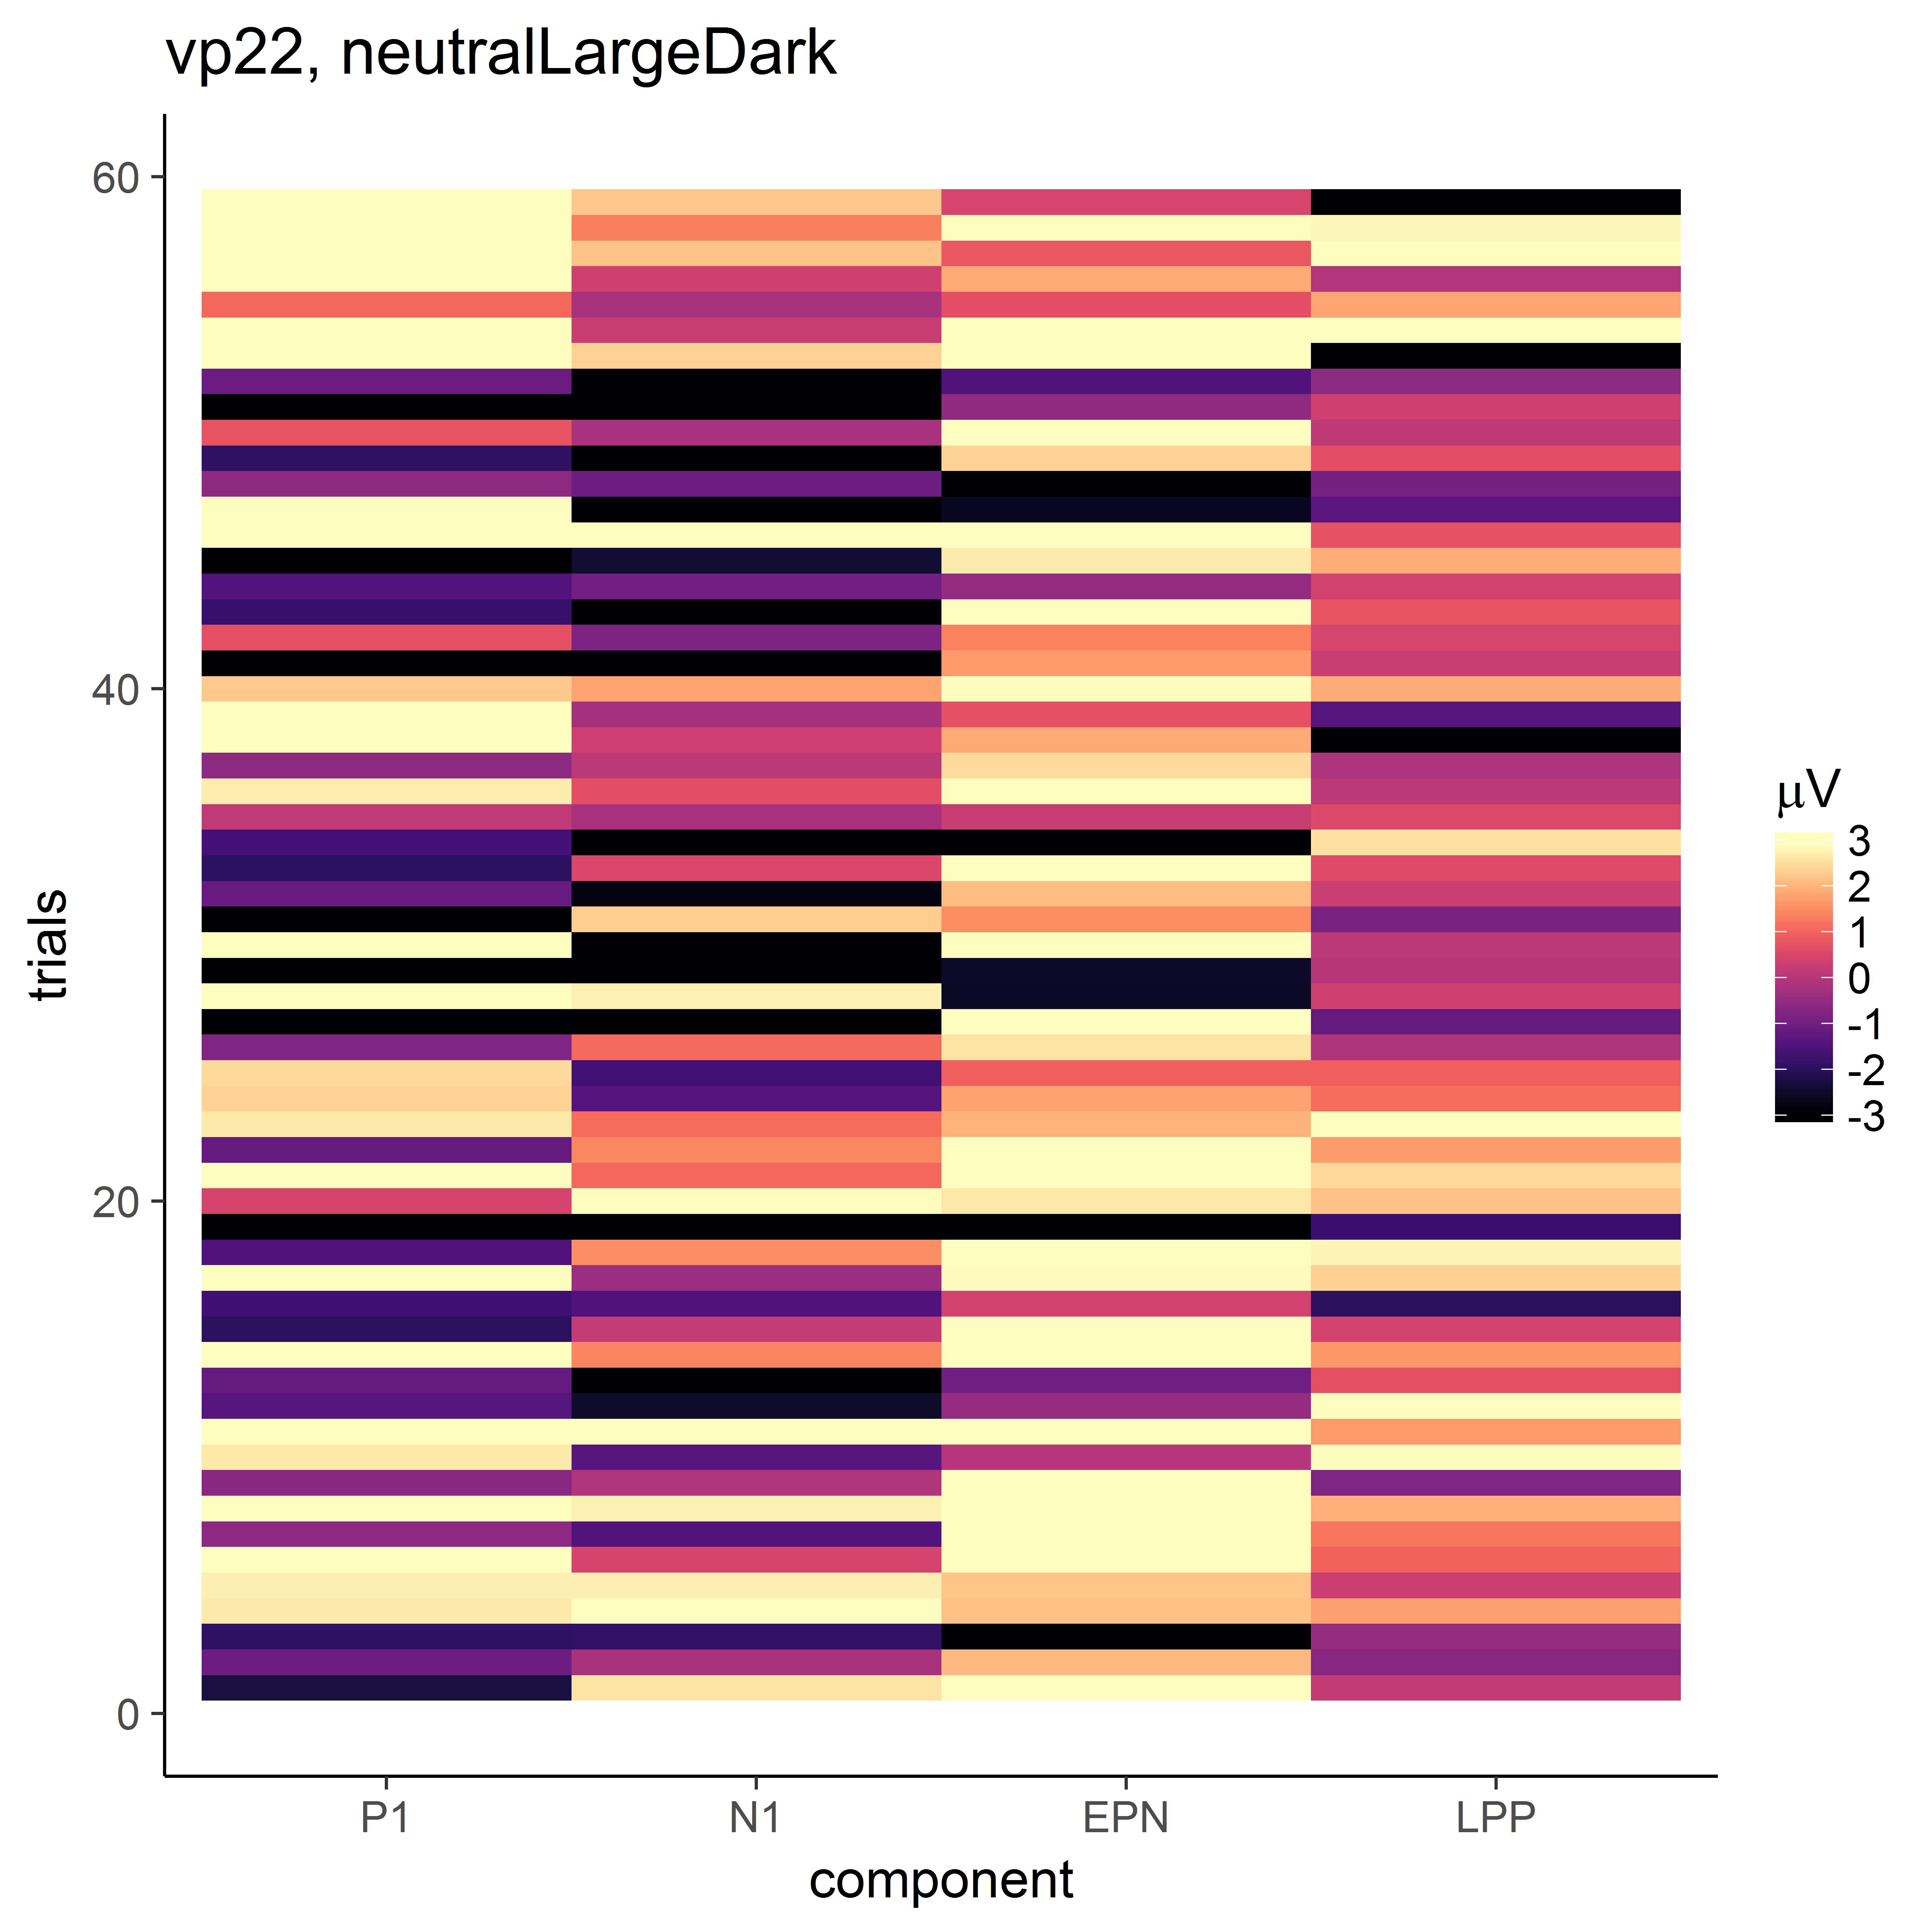 vp22, neutralLargeDark
60
40
20
0
trials
P1 N1 EPN LPP
component
μV
3
2
1
0
-1
-2
-3